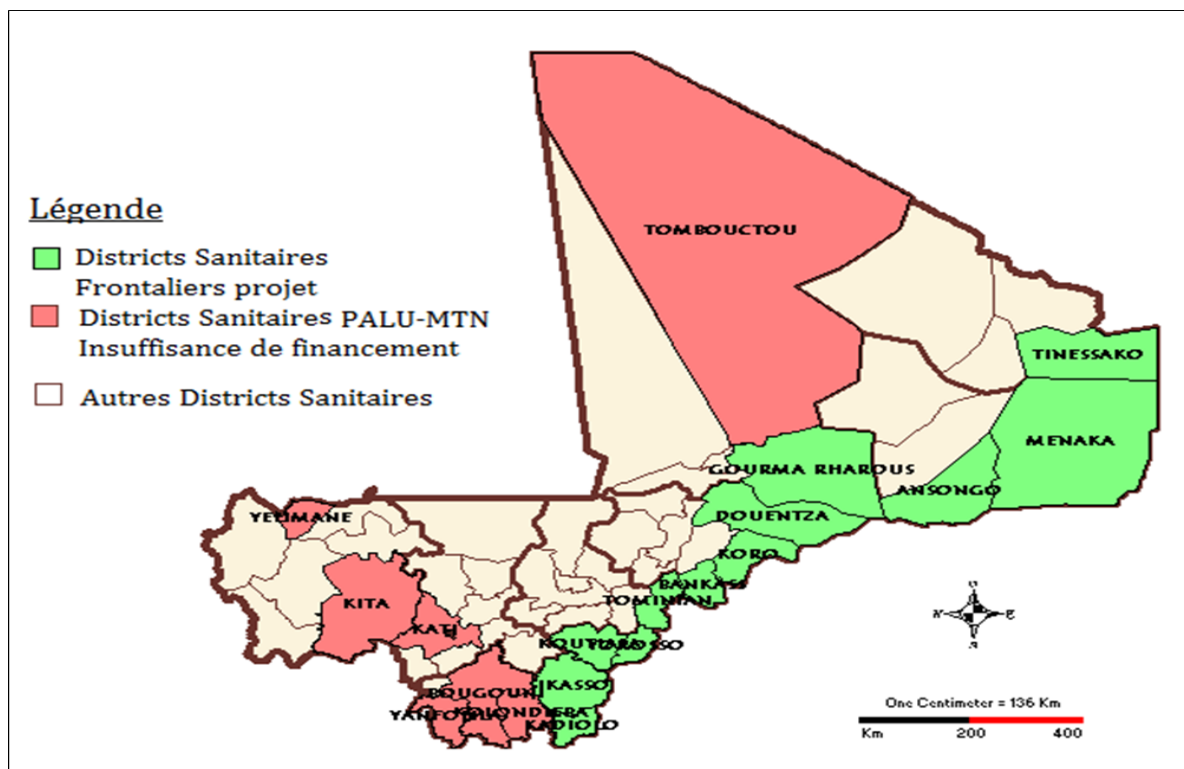 Légende
Districts Sanitaires
Frontaliers projet
Districts Sanitaires PALU-MTN
Insuffisance de financement
Autres Districts Sanitaires
TOMBOUCTOU
TINESSAKO
MENAKA
GOURMA RHAROUS
ANSONGO
DOUENTZA
YELIMANE
KORO
BANKASS
TOMINIAN
KITA
KATI
KOUTIALA
BOUGOUNI
KOLONDIEBA
KADIOLO
One Centimeter = 136 Km
Km 200 400